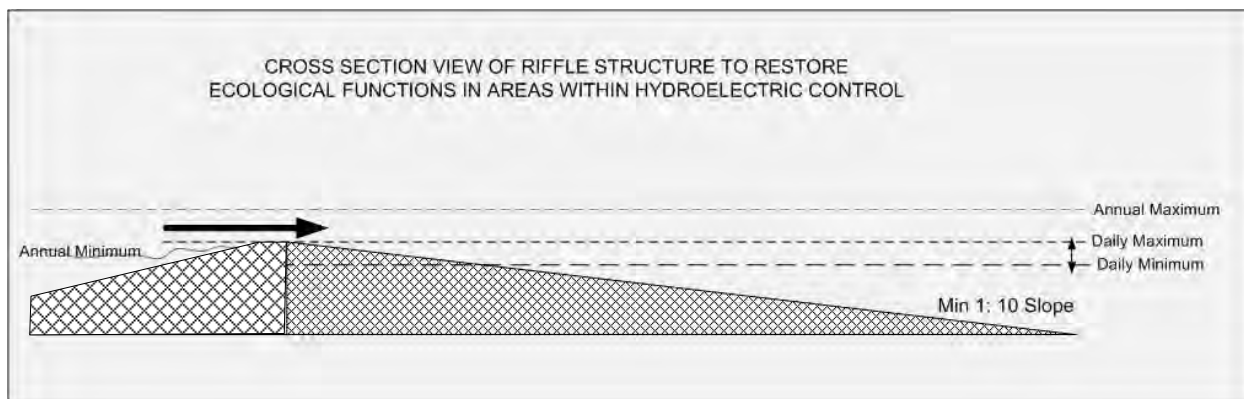 CROSS SECTION VIEW OF RIFFLE STRUCTURE TO RESTORE
ECOLOGICAL FUNCTIONS IN AREAS WITHIN HYDROELECTRIC CONTROL
Annual Maximum
Annual Minimum
Daily Maximum
Daily Minimum
Min 1: 10 Slope